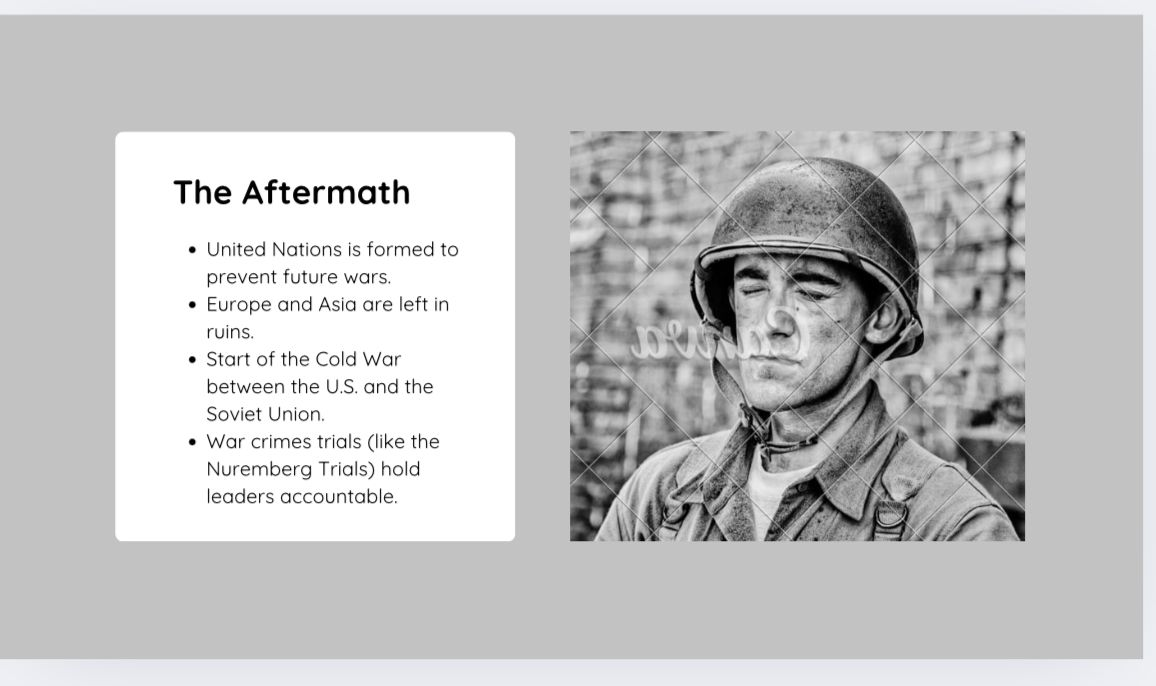 The Aftermath
• United Nations is formed to
prevent future wars.
• Europe and Asia are left in
ruins.
• Start of the Cold War
between the U.S. and the
Soviet Union.
• War crimes trials (like the
Nuremberg Trials) hold
leaders accountable.
Canva